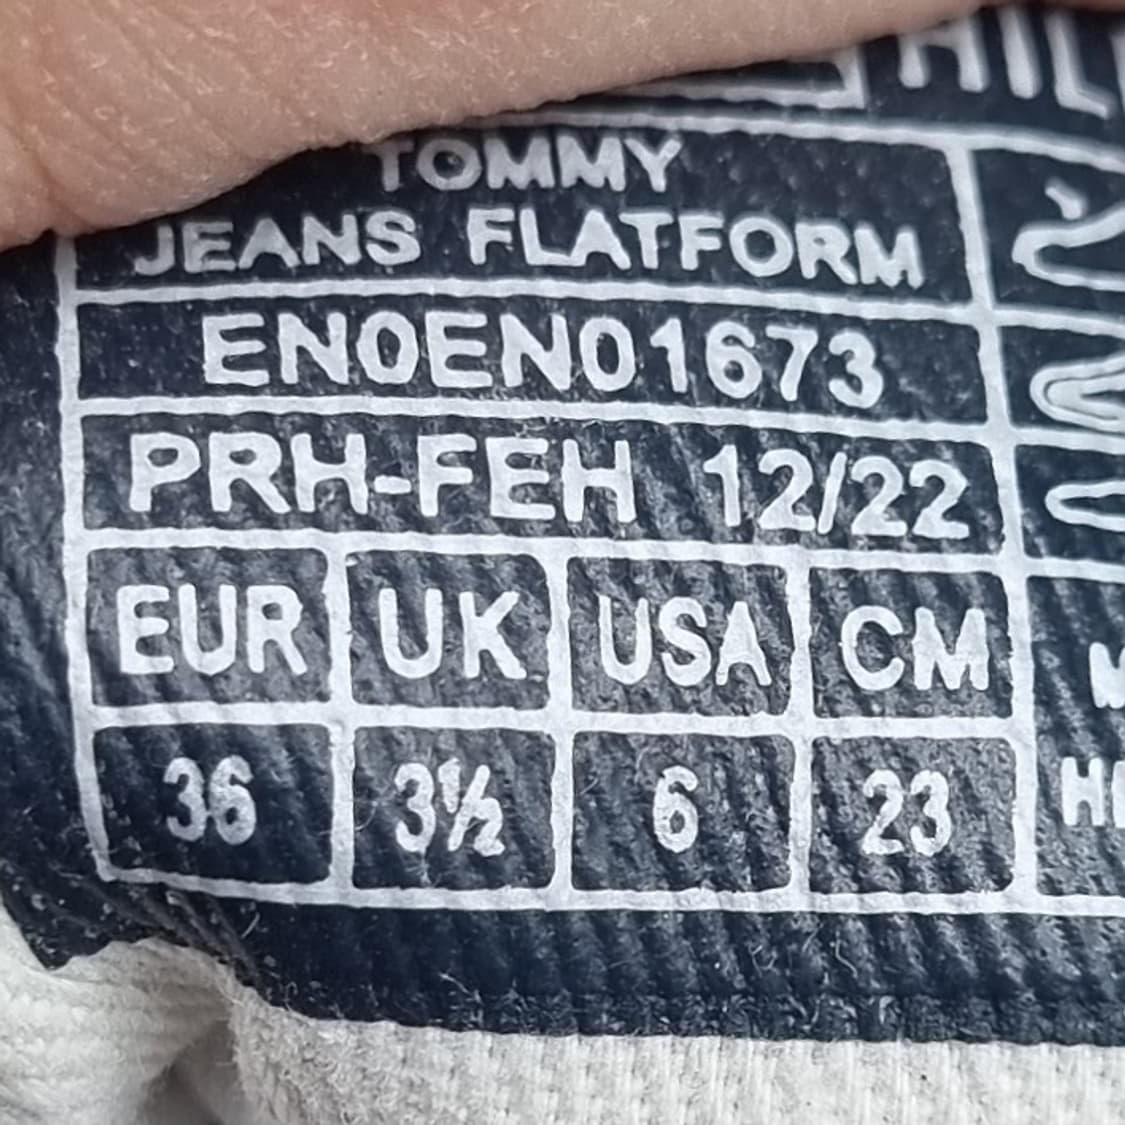 TOMMY
JEANS FLATFORM
EN0EN01673
PRH-FEH 12/22
EUR UK USA CM
36 3½ 6 23